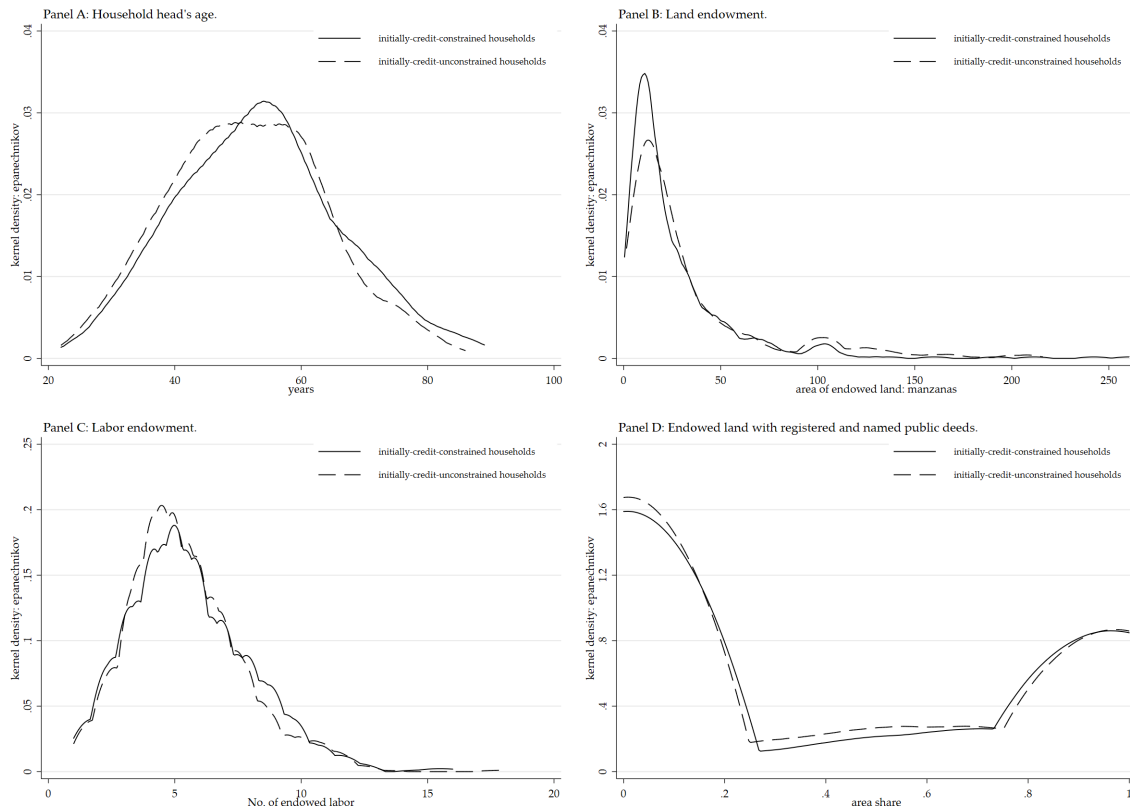 Panel A: Household head's age.
.04
.03
.02
.01
0
kernel density: epanechnikov
initially-credit-constrained households
initially-credit-unconstrained households
20 40 60 80 100
years
Panel B: Land endowment.
.04
.03
.02
.01
0
kernel density: epanechnikov
initially-credit-constrained households
initially-credit-unconstrained households
0 50 100 150 200 250
area of endowed land: manzanas
Panel C: Labor endowment.
.25
.2
.15
.1
.05
0
kernel density: epanechnikov
initially-credit-constrained households
initially-credit-unconstrained households
0 5 10 15 20
No. of endowed labor
Panel D: Endowed land with registered and named public deeds.
2
1.6
1.2
.8
.4
0
kernel density: epanechnikov
initially-credit-constrained households
initially-credit-unconstrained households
0 .2 .4 .6 .8 1
area share